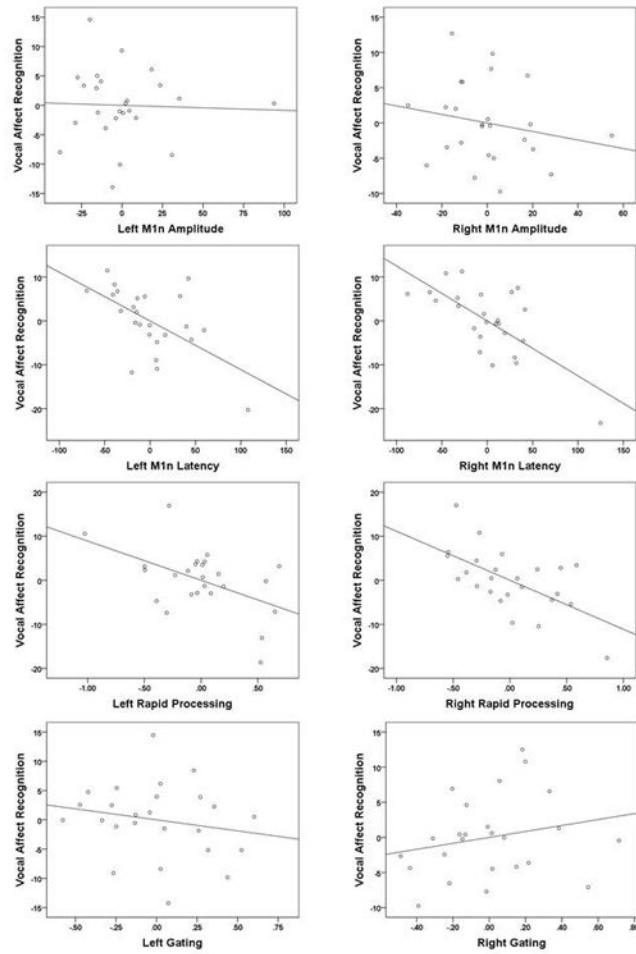 Vocal Affect Recognition
15
10
5
0
-5
-10
-15
-25 0 25 50 75 100
Left M1n Amplitude
Vocal Affect Recognition
15
10
5
0
-5
-10
-40 -20 0 20 40 60
Right M1n Amplitude
Vocal Affect Recognition
10
0
-10
-20
-100 -50 0 50 100 150
Left M1n Latency
Vocal Affect Recognition
10
0
-10
-20
-100 -50 0 50 100 150
Right M1n Latency
Vocal Affect Recognition
20
10
0
-10
-20
-1.00 -.50 .00 .50
Left Rapid Processing
Vocal Affect Recognition
20
10
0
-10
-20
-1.00 -.50 .00 .50 1.00
Right Rapid Processing
Vocal Affect Recognition
15
10
5
0
-5
-10
-15
-.50 -.25 .00 .25 .50 .75
Left Gating
Vocal Affect Recognition
15
10
5
0
-5
-10
-.40 -.20 .00 .20 .40 .60
Right Gating